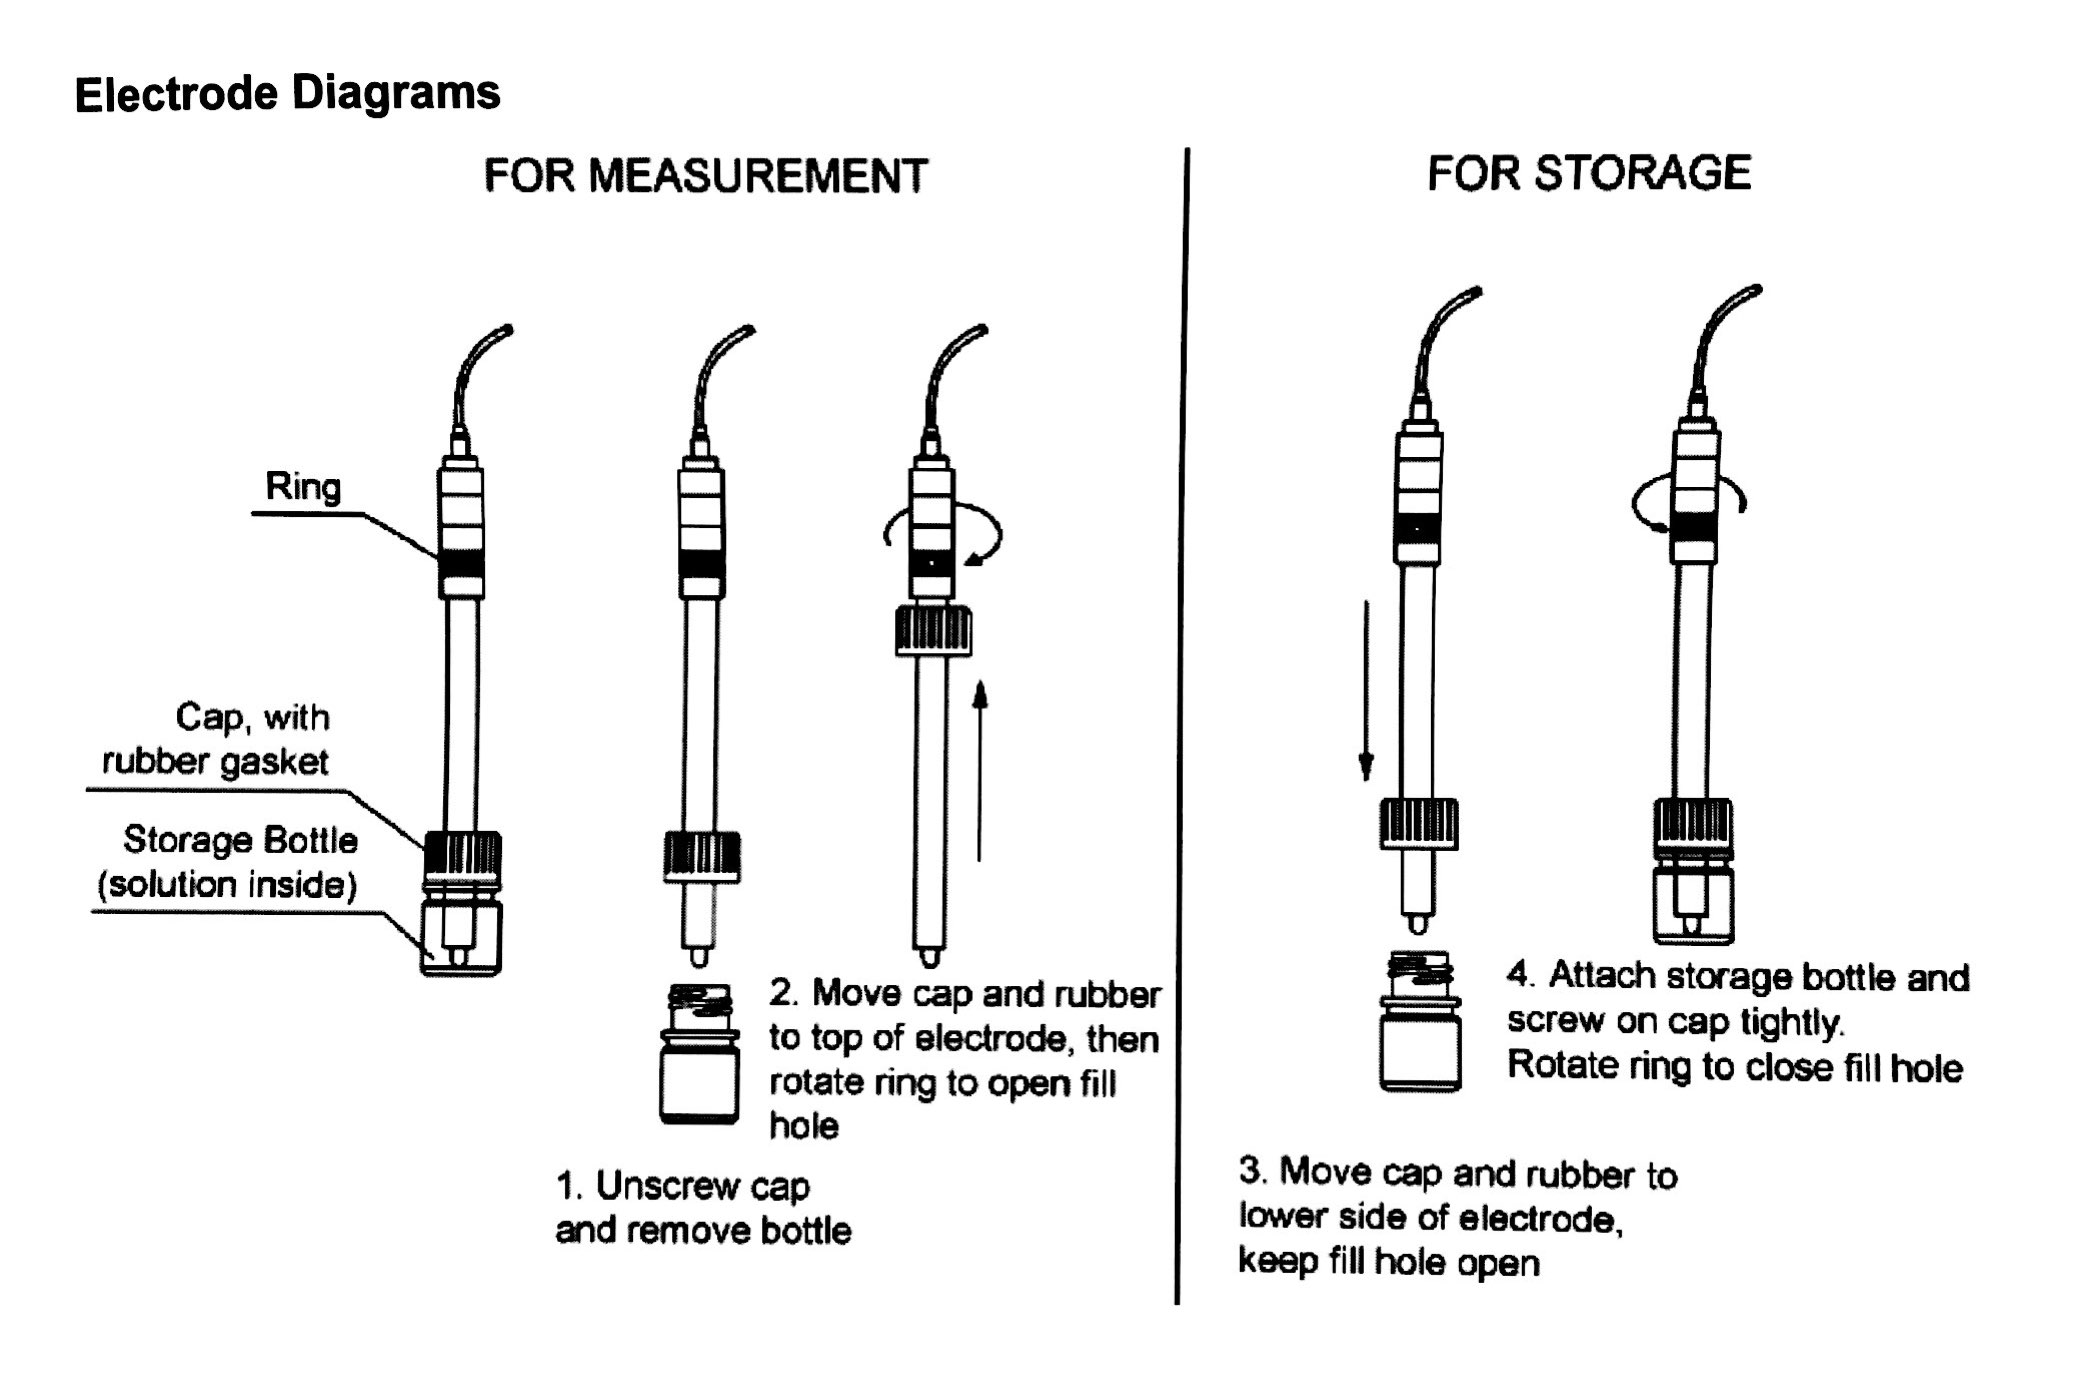 Electrode Diagrams
FOR MEASUREMENT
Ring
Cap, with
rubber gasket
Storage Bottle
(solution inside)
2. Move cap and rubber
to top of electrode, then
rotate ring to open fill
hole
1. Unscrew cap
and remove bottle
FOR STORAGE
4. Attach storage bottle and
screw on cap tightly.
Rotate ring to close fill hole
3. Move cap and rubber to
lower side of electrode,
keep fill hole open